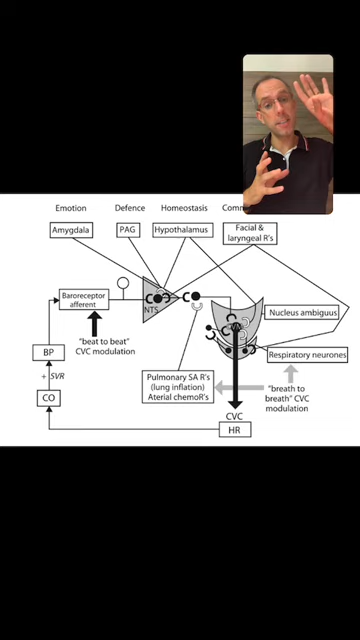 Emotion
Defence
Homeostasis
Amygdala
PAG
Hypothalamus
Facial &
laryngeal R's
Baroreceptor
afferent
NTS
Nucleus ambiguus
"beat to beat"
CVC modulation
Respiratory neurones
BP
+ SVR
CO
Pulmonary SA R's
(lung inflation)
Aterial chemoR's
"breath to
breath" CVC
modulation
CVC
HR